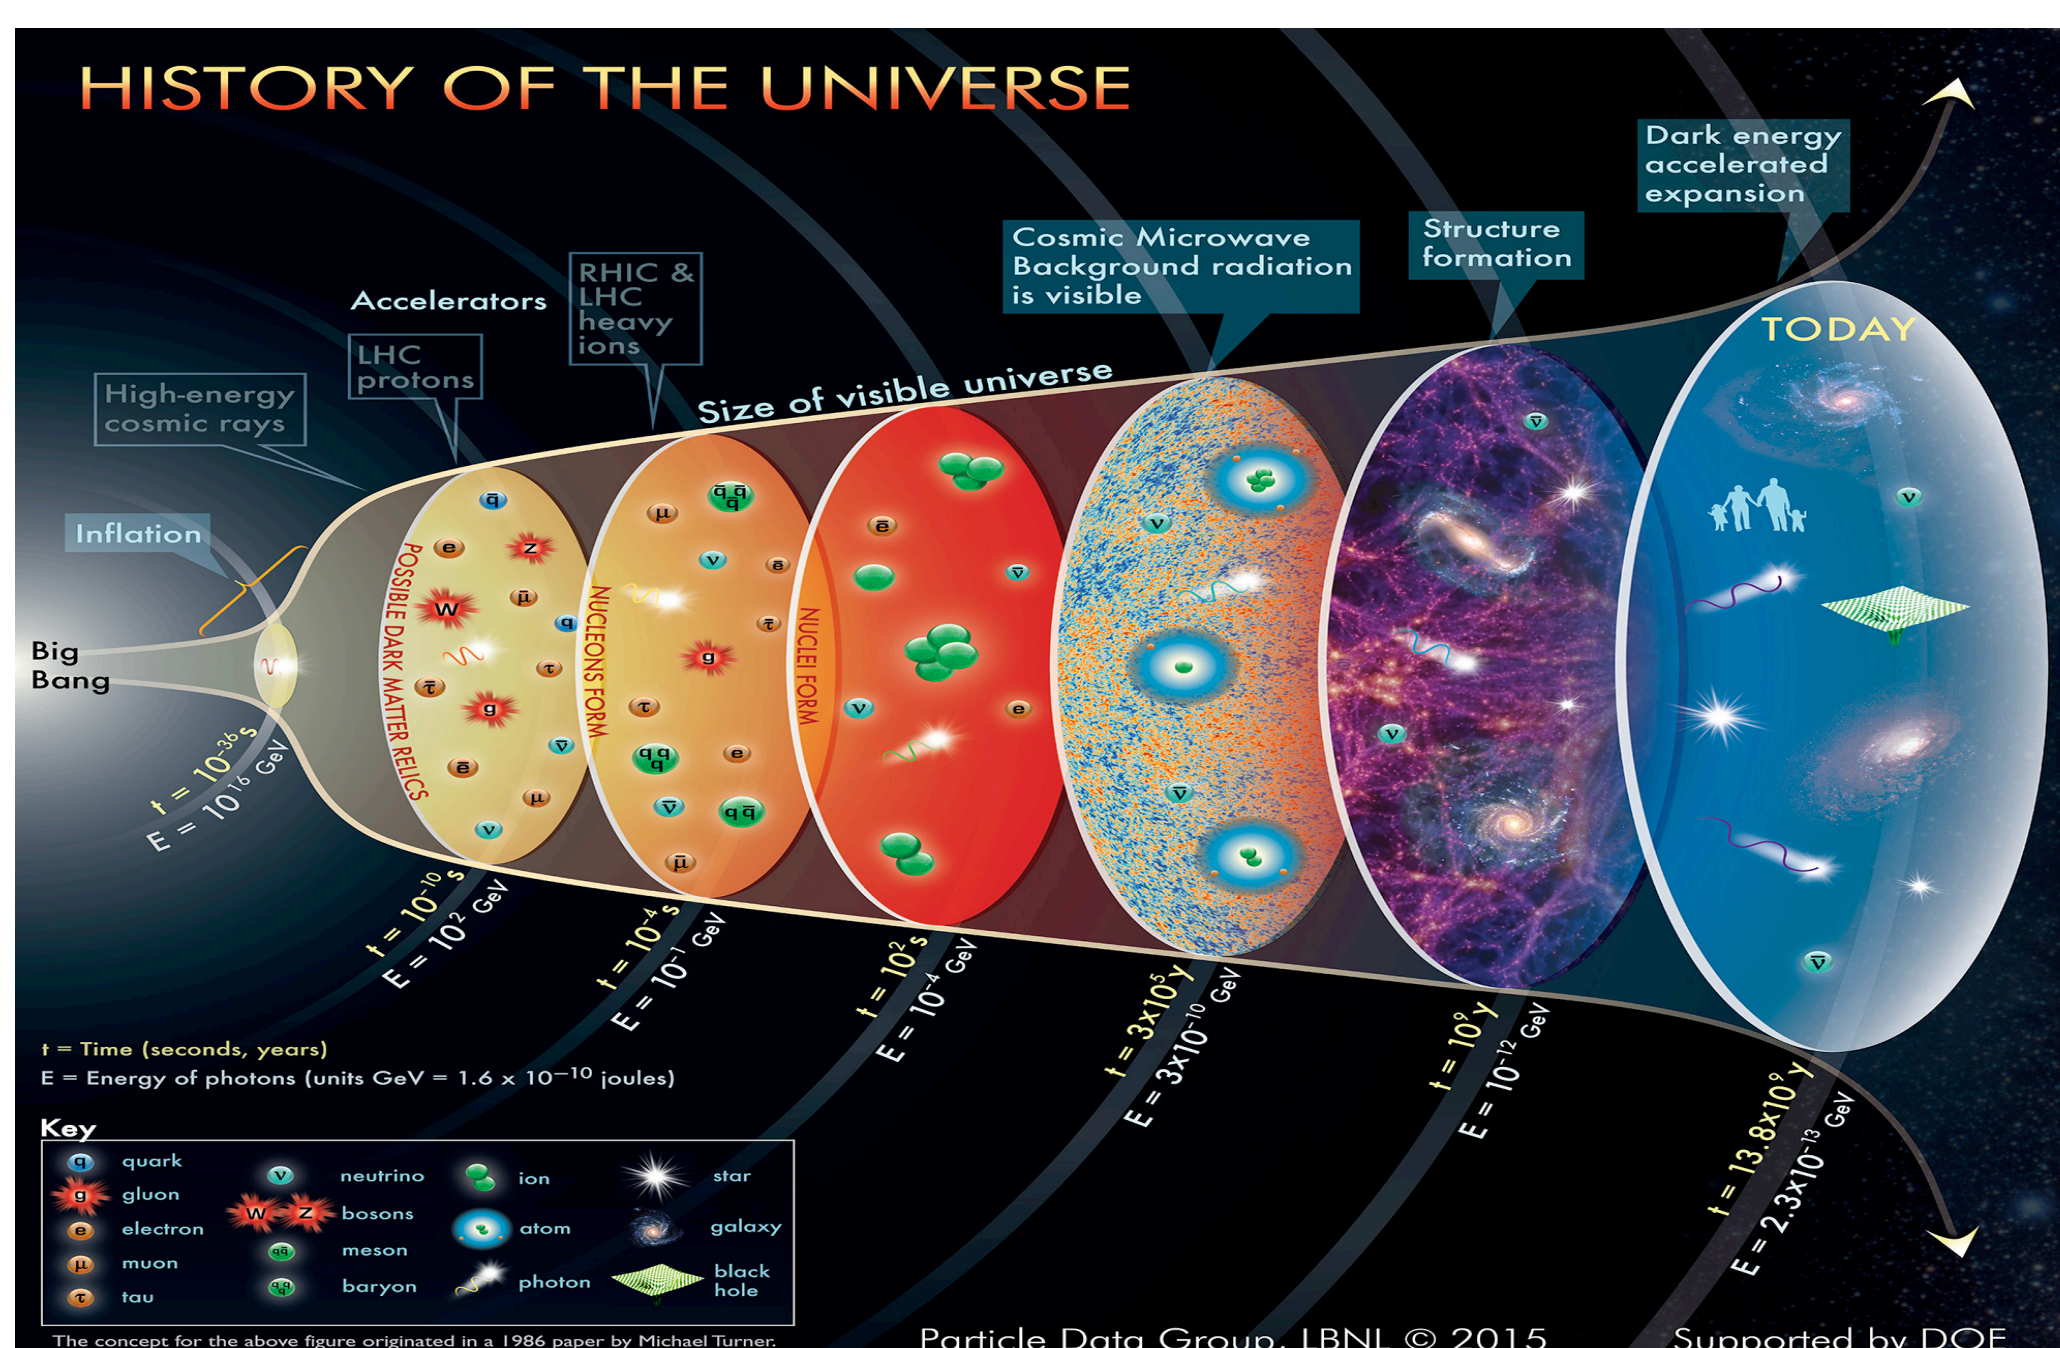 HISTORY OF THE UNIVERSE
Dark energy
accelerated
expansion
Structure
formation
Cosmic Microwave
Background radiation
is visible
RHIC &
LHC
heavy
ions
Accelerators
LHC
protons
High-energy
cosmic rays
Size of visible universe
TODAY
Inflation
Big
Bang
POSSIBLE DARK MATTER RELICS
NUCLEONS FORM
NUCLEI FORM
q̄
e
z
W
μ̄
q
τ
τ̄
g
ν̄
ē
μ
ν
μ
q̄q̄
q̄
ν
ē
τ̄
g
τ
qq
q
e
ν̄
qq̄
μ̄
ē
ν̄
ν
e
ν
ν̄
ν̄
ν
ν
ν̄
t = 10⁻³⁶ s
E = 10¹⁶ GeV
t = 10⁻¹⁰ s
E = 10² GeV
t = 10⁻⁴ s
E = 10⁻¹ GeV
t = 10² s
E = 10⁻⁴ GeV
t = 3x10⁵ y
E = 3x10⁻¹⁰ GeV
t = 10⁹ y
E = 10⁻¹² GeV
t = 13.8x10⁹ y
E = 2.3x10⁻¹³ GeV
t = Time (seconds, years)
E = Energy of photons (units GeV = 1.6 x 10⁻¹⁰ joules)
Key
q quark
g gluon
e electron
μ muon
τ tau
ν neutrino
W Z bosons
qq̄ meson
qq q baryon
ion
atom
photon
star
galaxy
black
hole
The concept for the above figure originated in a 1986 paper by Michael Turner.
Particle Data Group, LBNL © 2015
Supported by DOE